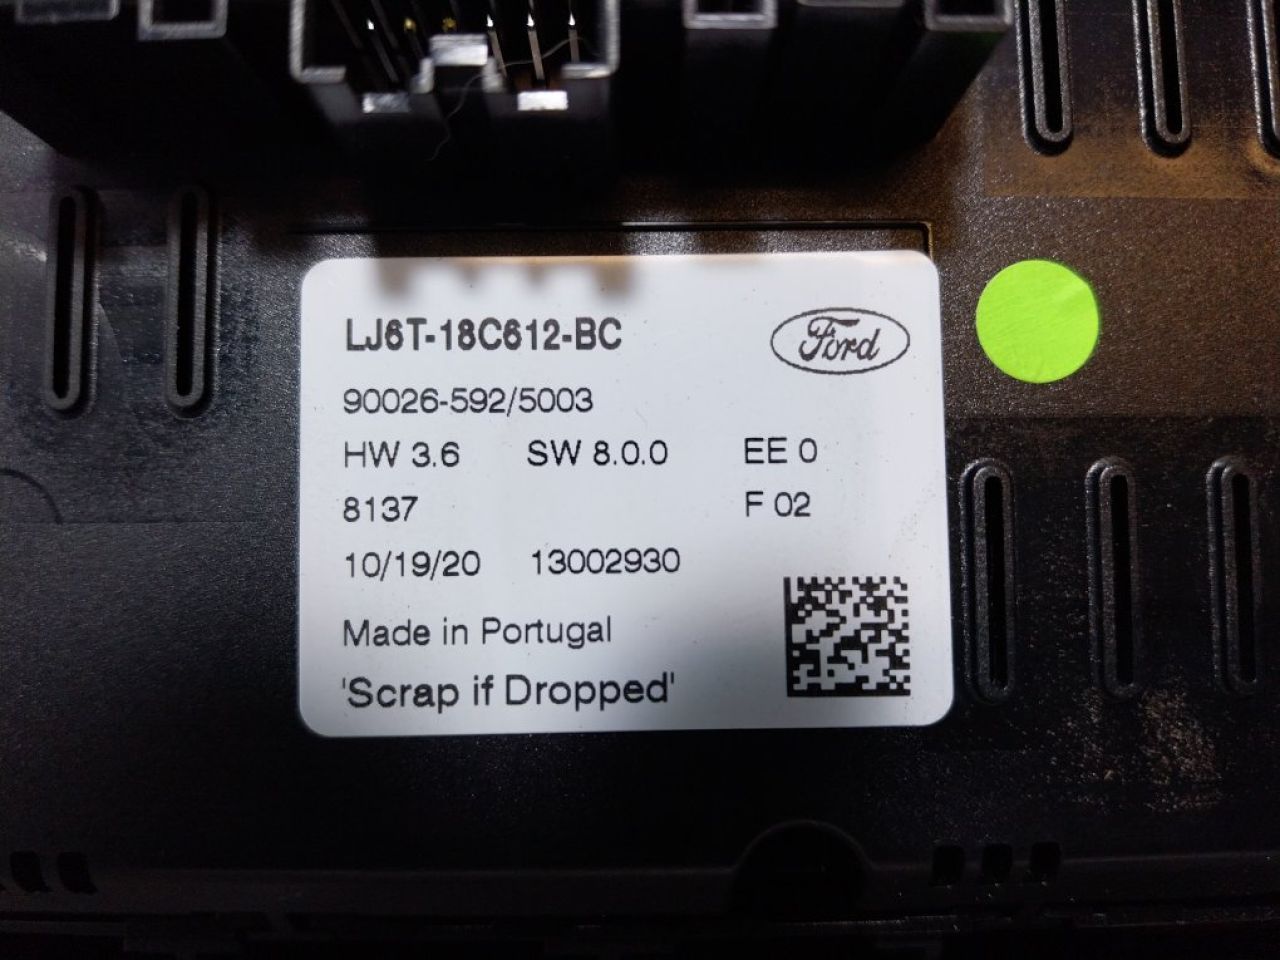 LJ6T-18C612-BC
Ford
90026-592/5003
HW 3.6 SW 8.0.0 EE 0
8137 F 02
10/19/20 13002930
Made in Portugal
'Scrap if Dropped'